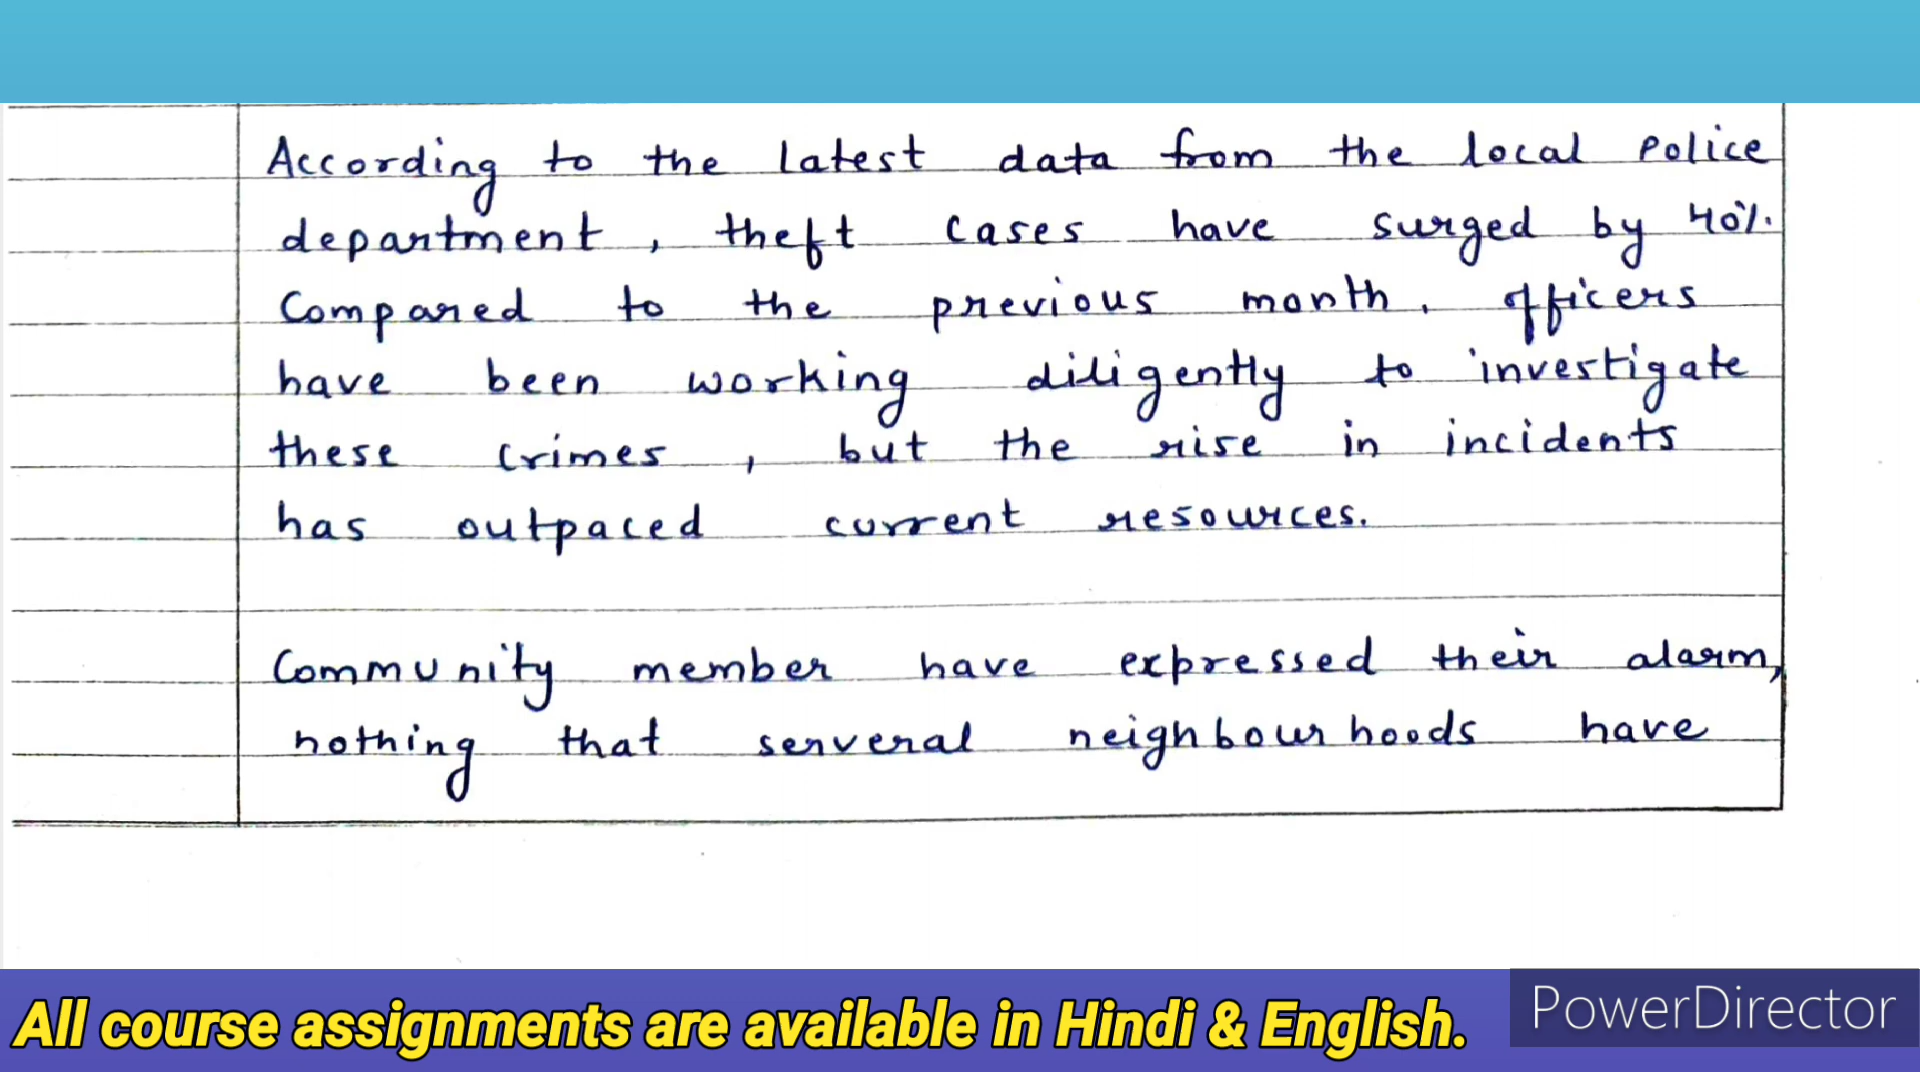 According to the latest data from the local police
department, theft cases have surged by 40%.
Compared to the previous month. officers
have been working diligently to investigate
these crimes, but the rise in incidents
has outpaced current resources.
Community member have expressed their alarm,
nothing that serveral neighbourhoods have
All course assignments are available in Hindi & English.
PowerDirector